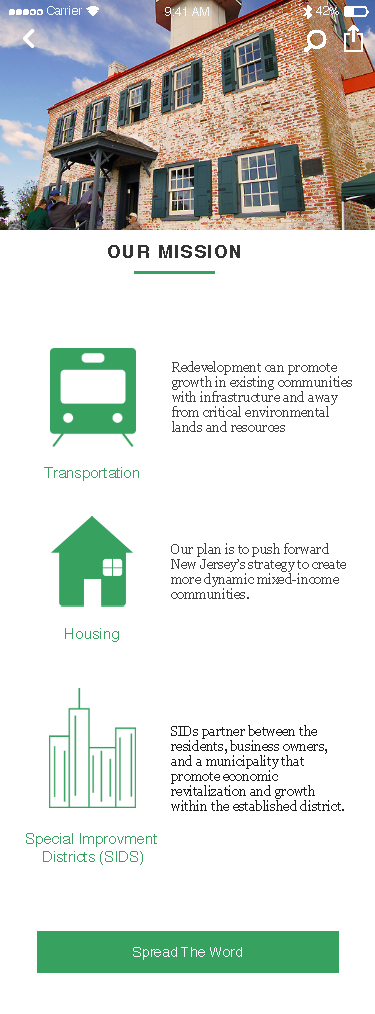 Carrier 9:41 AM 42%
OUR MISSION
Redevelopment can promote
growth in existing communities
with infrastructure and away
from critical environmental
lands and resources
Transportation
Our plan is to push forward
New Jersey's strategy to create
more dynamic mixed-income
communities.
Housing
SIDs partner between the
residents, business owners,
and a municipality that
promote economic
revitalization and growth
within the established district.
Special Improvment
Districts (SIDS)
Spread The Word